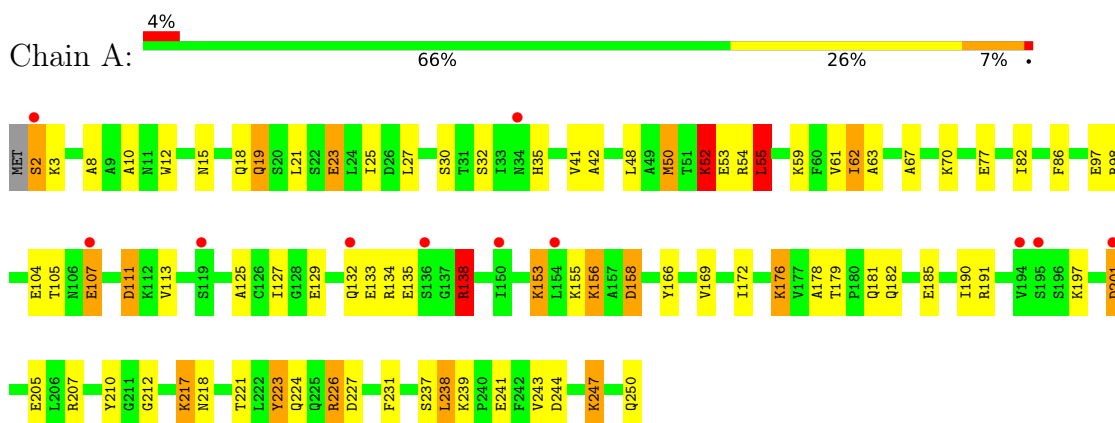 4%
Chain A:
66% 26% 7% •
MET S2 K3 A8 A9 A10 N11 W12 N15 Q18 Q19 S20 L21 S22 E23 L24 I25 D26 L27 S30 T31 S32 I33 N34 H35 V41 A42 L48 A49 M50 T51 K52 E53 R54 L55 K59 F60 V61 I62 A63 A67 K70 E77 I82 F86 E97
E104 T105 N106 E107 D111 K112 V113 S119 A125 C126 I127 G128 E129 Q132 E133 R134 E135 S136 G137 R138 I150 K153 L154 K155 K156 A157 D158 Y166 V169 I172 K176 V177 A178 T179 P180 Q181 Q182 E185 I190 R191 V194 S195 S196 K197
E205 L206 R207 Y210 G211 G212 K217 N218 T221 L222 Y223 Q224 Q225 R226 D227 F231 S237 L238 K239 P240 E241 F242 V243 D244 K247 Q250